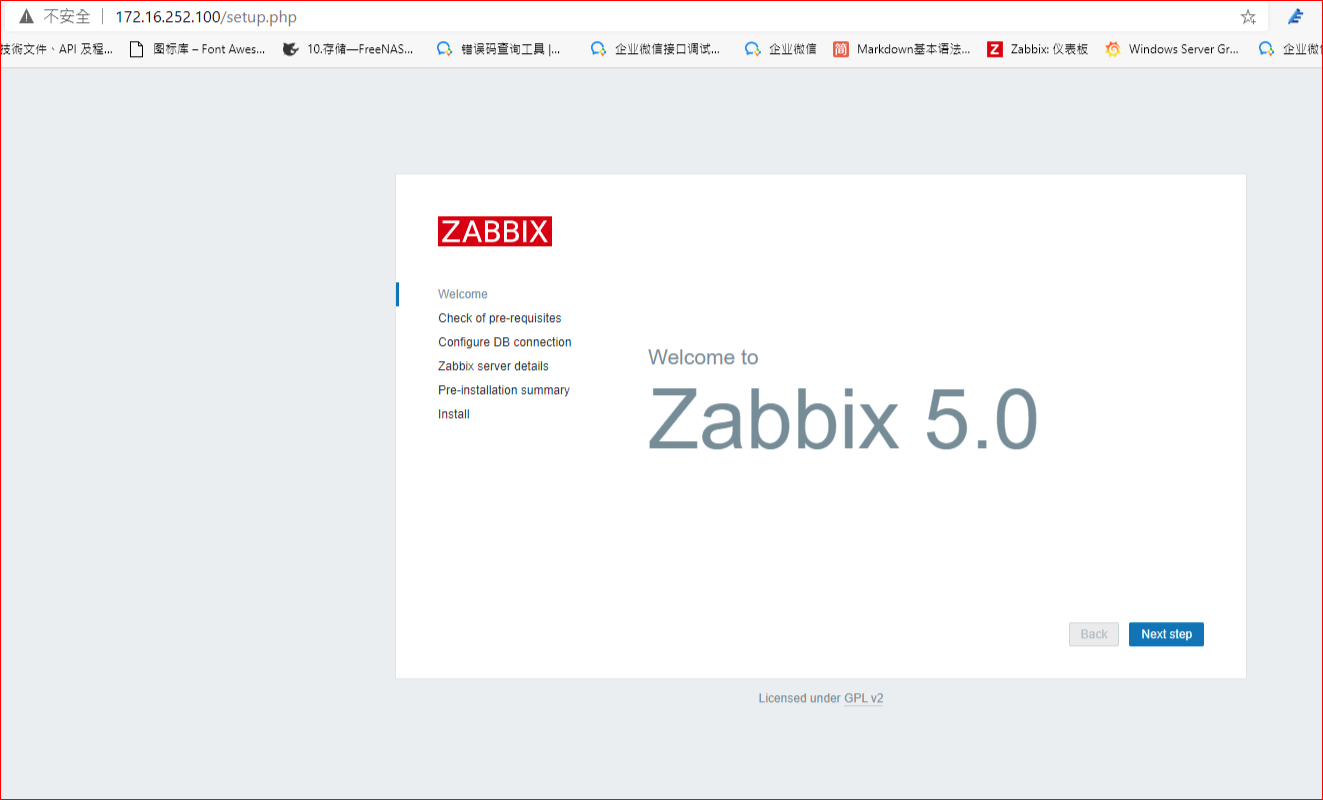 不安全 172.16.252.100/setup.php
技術文件、API 及程... 图标库 – Font Awes... 10.存储—FreeNAS... 错误码查询工具 |... 企业微信接口调试... 企业微信 简 Markdown基本语法... Z Zabbix: 仪表板 Windows Server Gr... 企业微
ZABBIX
Welcome
Check of pre-requisites
Configure DB connection
Zabbix server details
Pre-installation summary
Install
Welcome to
Zabbix 5.0
Back Next step
Licensed under GPL v2